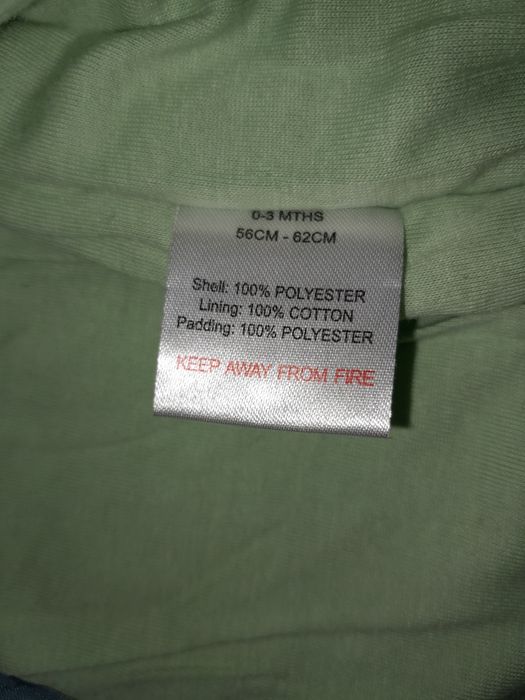 0-3 MTHS
56CM - 62CM
Shell: 100% POLYESTER
Lining: 100% COTTON
Padding: 100% POLYESTER
KEEP AWAY FROM FIRE